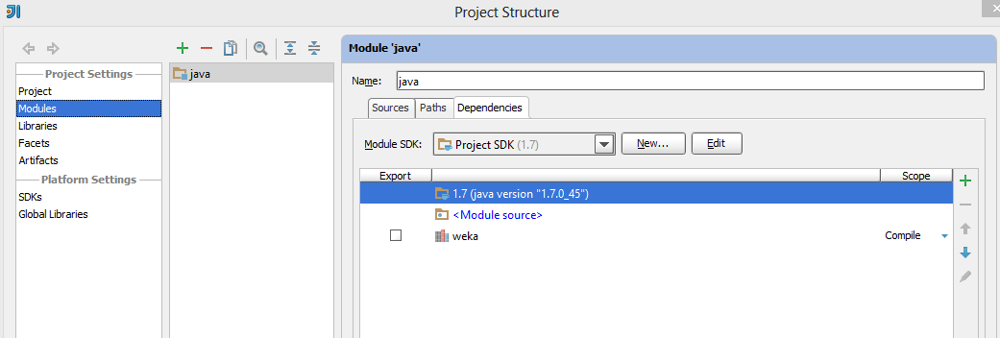 Project Structure
Project Settings
Project
Modules
Libraries
Facets
Artifacts
Platform Settings
SDKs
Global Libraries
java
Module 'java'
Name: java
Sources Paths Dependencies
Module SDK: Project SDK (1.7) New... Edit
Export Scope
1.7 (java version "1.7.0_45")
<Module source>
weka Compile